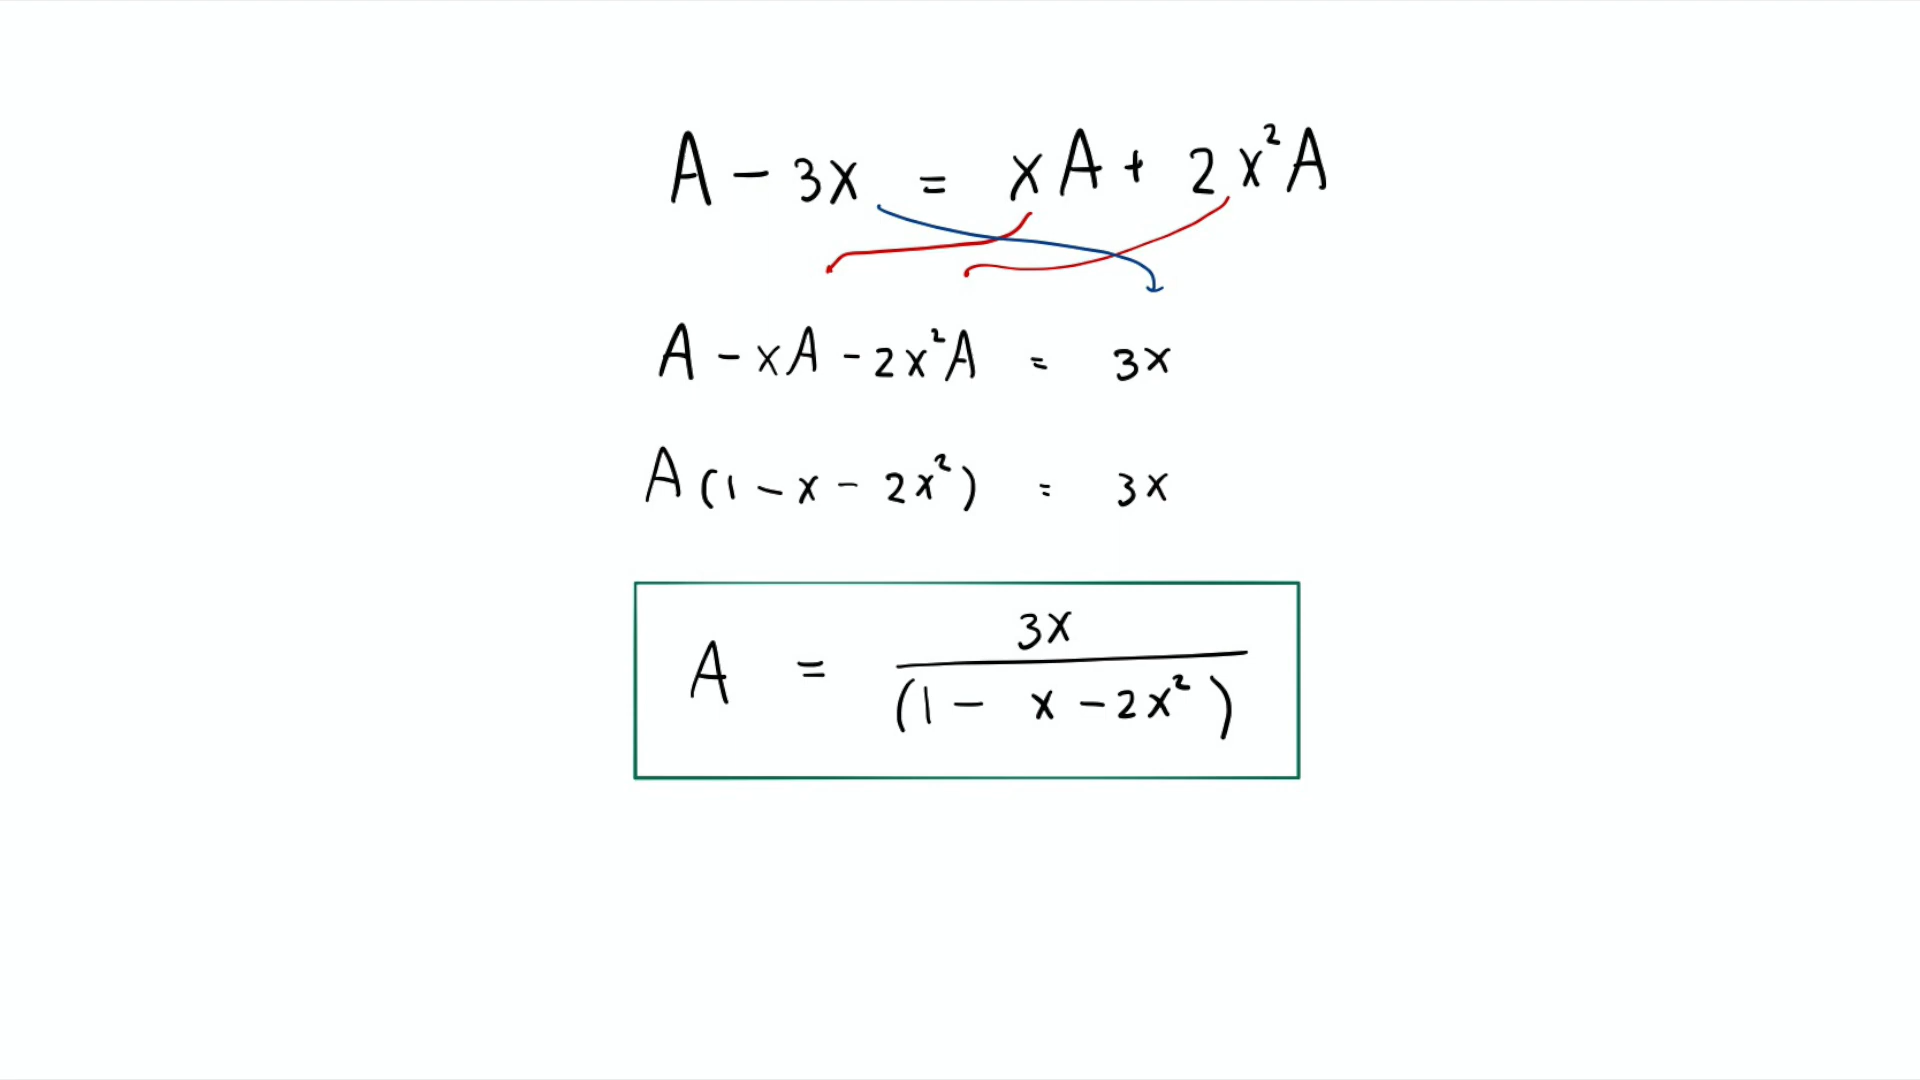 A - 3x = xA + 2x²A
A - xA - 2x²A = 3x
A (1 - x - 2x²) = 3x
3x
A = ―――――――
(1 - x - 2x²)